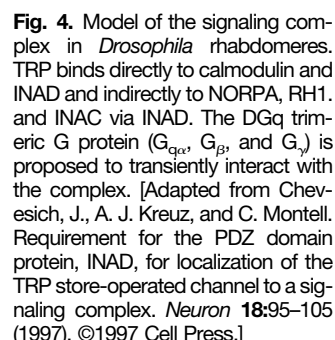 Fig. 4. Model of the signaling com-
plex in Drosophila rhabdomeres.
TRP binds directly to calmodulin and
INAD and indirectly to NORPA, RH1.
and INAC via INAD. The DGq trim-
eric G protein (Gqα, Gβ, and Gγ) is
proposed to transiently interact with
the complex. [Adapted from Chev-
esich, J., A. J. Kreuz, and C. Montell.
Requirement for the PDZ domain
protein, INAD, for localization of the
TRP store-operated channel to a sig-
naling complex. Neuron 18:95–105
(1997). ©1997 Cell Press.]